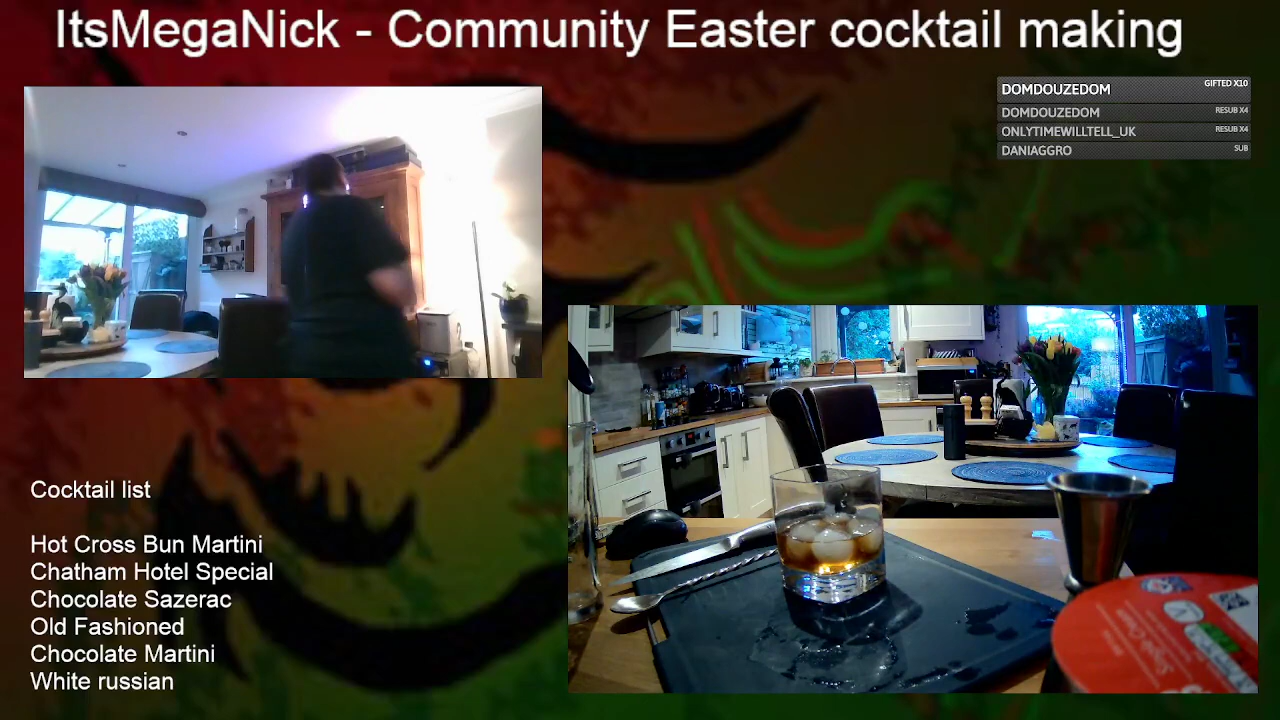 ItsMegaNick - Community Easter cocktail making
DOMDOUZEDOM GIFTED X10
DOMDOUZEDOM RESUB X4
ONLYTIMEWILLTELL_UK RESUB X4
DANIAGGRO SUB
Cocktail list
Hot Cross Bun Martini
Chatham Hotel Special
Chocolate Sazerac
Old Fashioned
Chocolate Martini
White russian